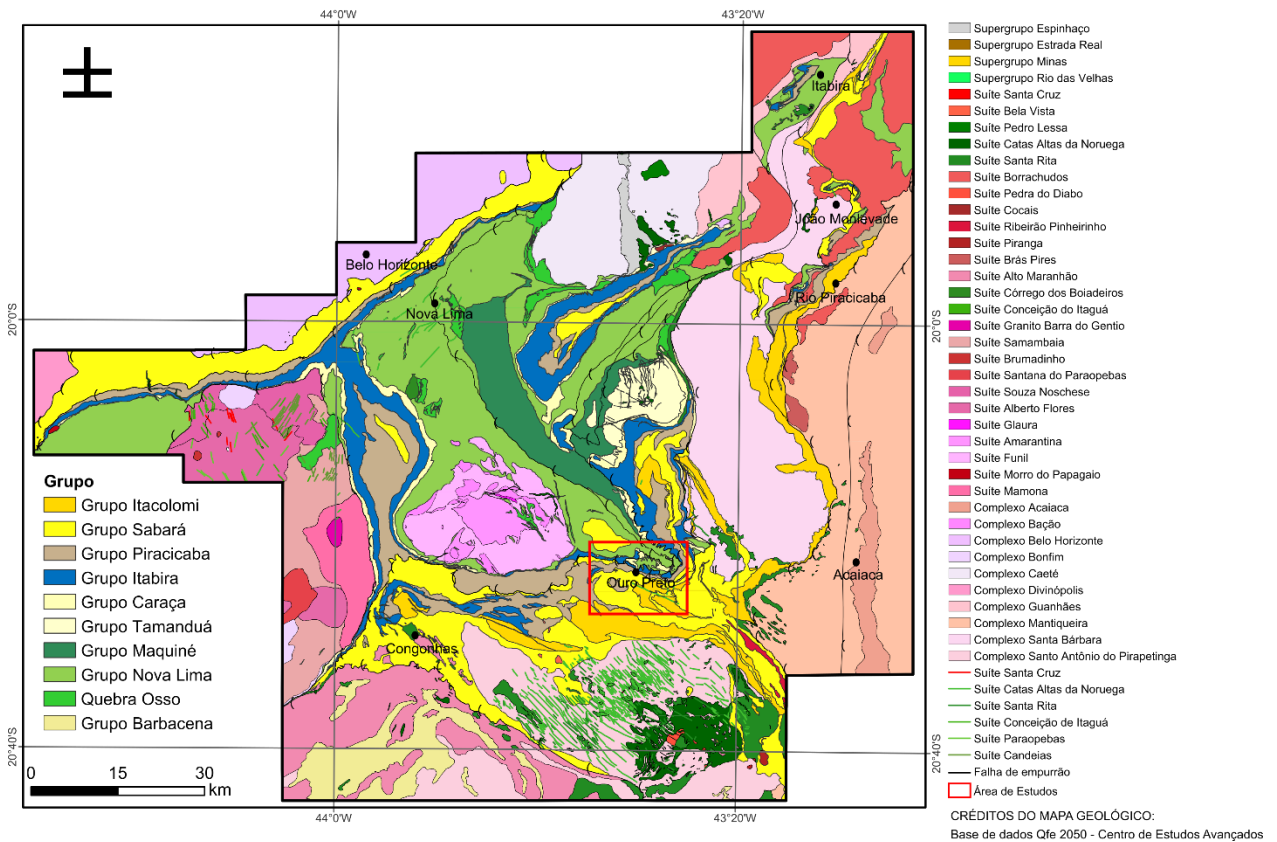 44°0'W
43°20'W
Itabira
João Monlevade
Belo Horizonte
Rio Piracicaba
Nova Lima
20°0'S
20°0'S
Ouro Preto
Acaiaca
Congonhas
20°40'S
20°40'S
44°0'W
43°20'W
Grupo
Grupo Itacolomi
Grupo Sabará
Grupo Piracicaba
Grupo Itabira
Grupo Caraça
Grupo Tamanduá
Grupo Maquiné
Grupo Nova Lima
Quebra Osso
Grupo Barbacena
0 15 30
km
Supergrupo Espinhaço
Supergrupo Estrada Real
Supergrupo Minas
Supergrupo Rio das Velhas
Suíte Santa Cruz
Suíte Bela Vista
Suíte Pedro Lessa
Suíte Catas Altas da Noruega
Suíte Santa Rita
Suíte Borrachudos
Suíte Pedra do Diabo
Suíte Cocais
Suíte Ribeirão Pinheirinho
Suíte Piranga
Suíte Brás Pires
Suíte Alto Maranhão
Suíte Córrego dos Boiadeiros
Suíte Conceição do Itaguá
Suíte Granito Barra do Gentio
Suíte Samambaia
Suíte Brumadinho
Suíte Santana do Paraopebas
Suíte Souza Noschese
Suíte Alberto Flores
Suíte Glaura
Suíte Amarantina
Suíte Funil
Suíte Morro do Papagaio
Suíte Mamona
Complexo Acaiaca
Complexo Bação
Complexo Belo Horizonte
Complexo Bonfim
Complexo Caeté
Complexo Divinópolis
Complexo Guanhães
Complexo Mantiqueira
Complexo Santa Bárbara
Complexo Santo Antônio do Pirapetinga
Suíte Santa Cruz
Suíte Catas Altas da Noruega
Suíte Santa Rita
Suíte Conceição de Itaguá
Suíte Paraopebas
Suíte Candeias
Falha de empurrão
Área de Estudos
CRÉDITOS DO MAPA GEOLÓGICO:
Base de dados Qfe 2050 - Centro de Estudos Avançados